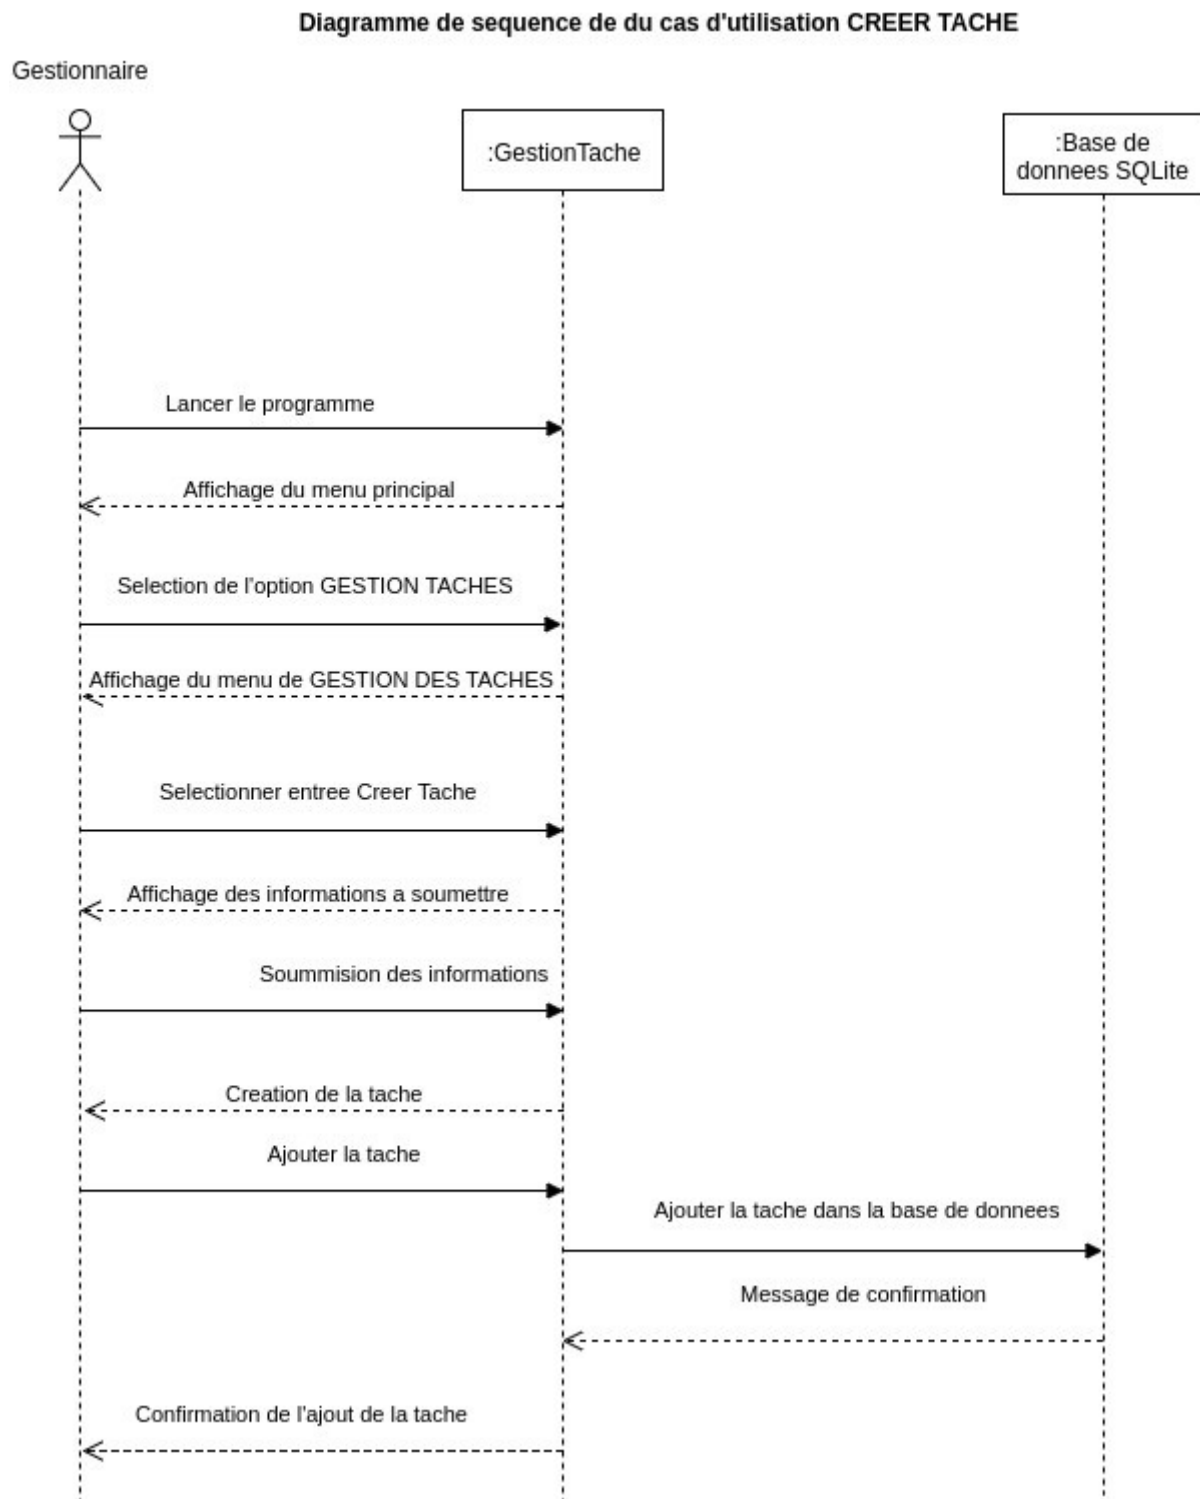 Diagramme de sequence de du cas d'utilisation CREER TACHE
Gestionnaire
:GestionTache
:Base de
donnees SQLite
Lancer le programme
Affichage du menu principal
Selection de l'option GESTION TACHES
Affichage du menu de GESTION DES TACHES
Selectionner entree Creer Tache
Affichage des informations a soumettre
Soummision des informations
Creation de la tache
Ajouter la tache
Ajouter la tache dans la base de donnees
Message de confirmation
Confirmation de l'ajout de la tache